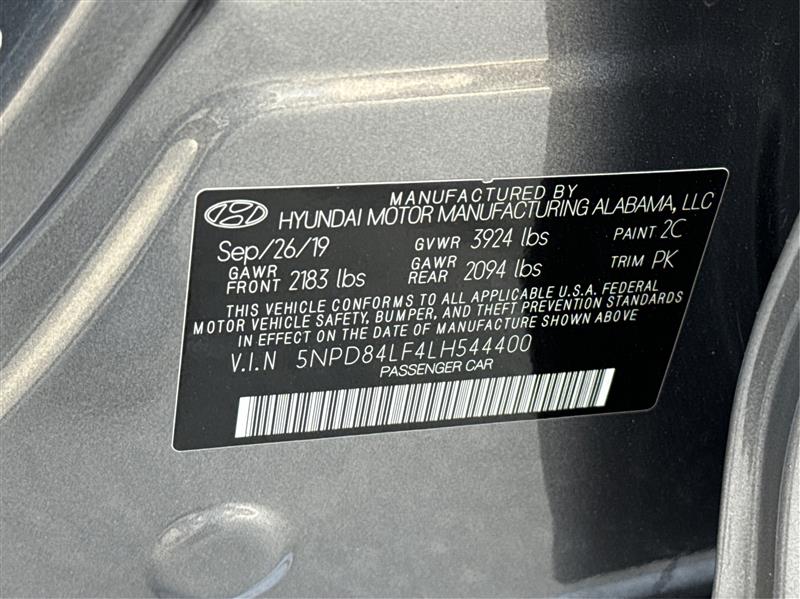 MANUFACTURED BY
HYUNDAI MOTOR MANUFACTURING ALABAMA, LLC
Sep/26/19 GVWR 3924 lbs PAINT 2C
GAWR FRONT 2183 lbs GAWR REAR 2094 lbs TRIM PK
THIS VEHICLE CONFORMS TO ALL APPLICABLE U.S.A. FEDERAL
MOTOR VEHICLE SAFETY, BUMPER, AND THEFT PREVENTION STANDARDS
IN EFFECT ON THE DATE OF MANUFACTURE SHOWN ABOVE
V.I.N 5NPD84LF4LH544400
PASSENGER CAR